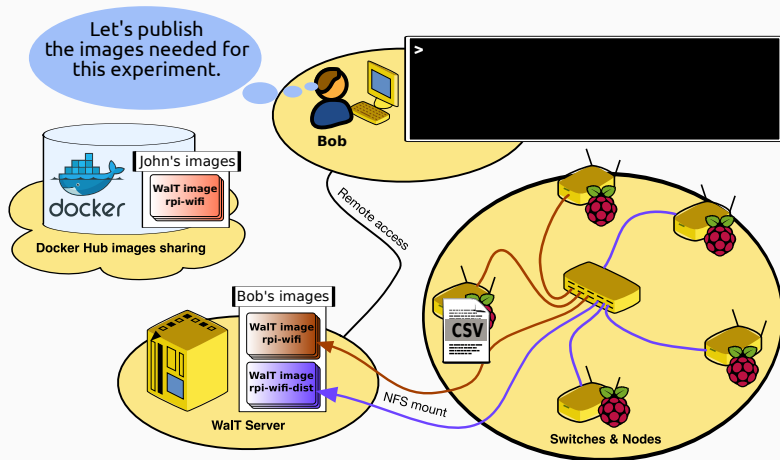 Let's publish
the images needed for
this experiment.
>
Bob
John's images
WalT image
rpi-wifi
docker
Docker Hub images sharing
Remote access
Bob's images
WalT image
rpi-wifi
WalT image
rpi-wifi-dist
WalT Server
NFS mount
CSV
Switches & Nodes